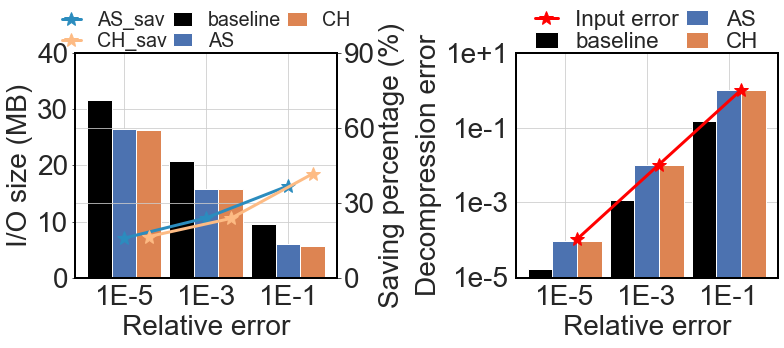 AS_sav baseline CH
CH_sav AS
I/O size (MB)
40
30
20
10
0
90
60
30
0
Saving percentage (%)
1E-5 1E-3 1E-1
Relative error
Input error AS
baseline CH
Decompression error
1e+1
1e-1
1e-3
1e-5
1E-5 1E-3 1E-1
Relative error